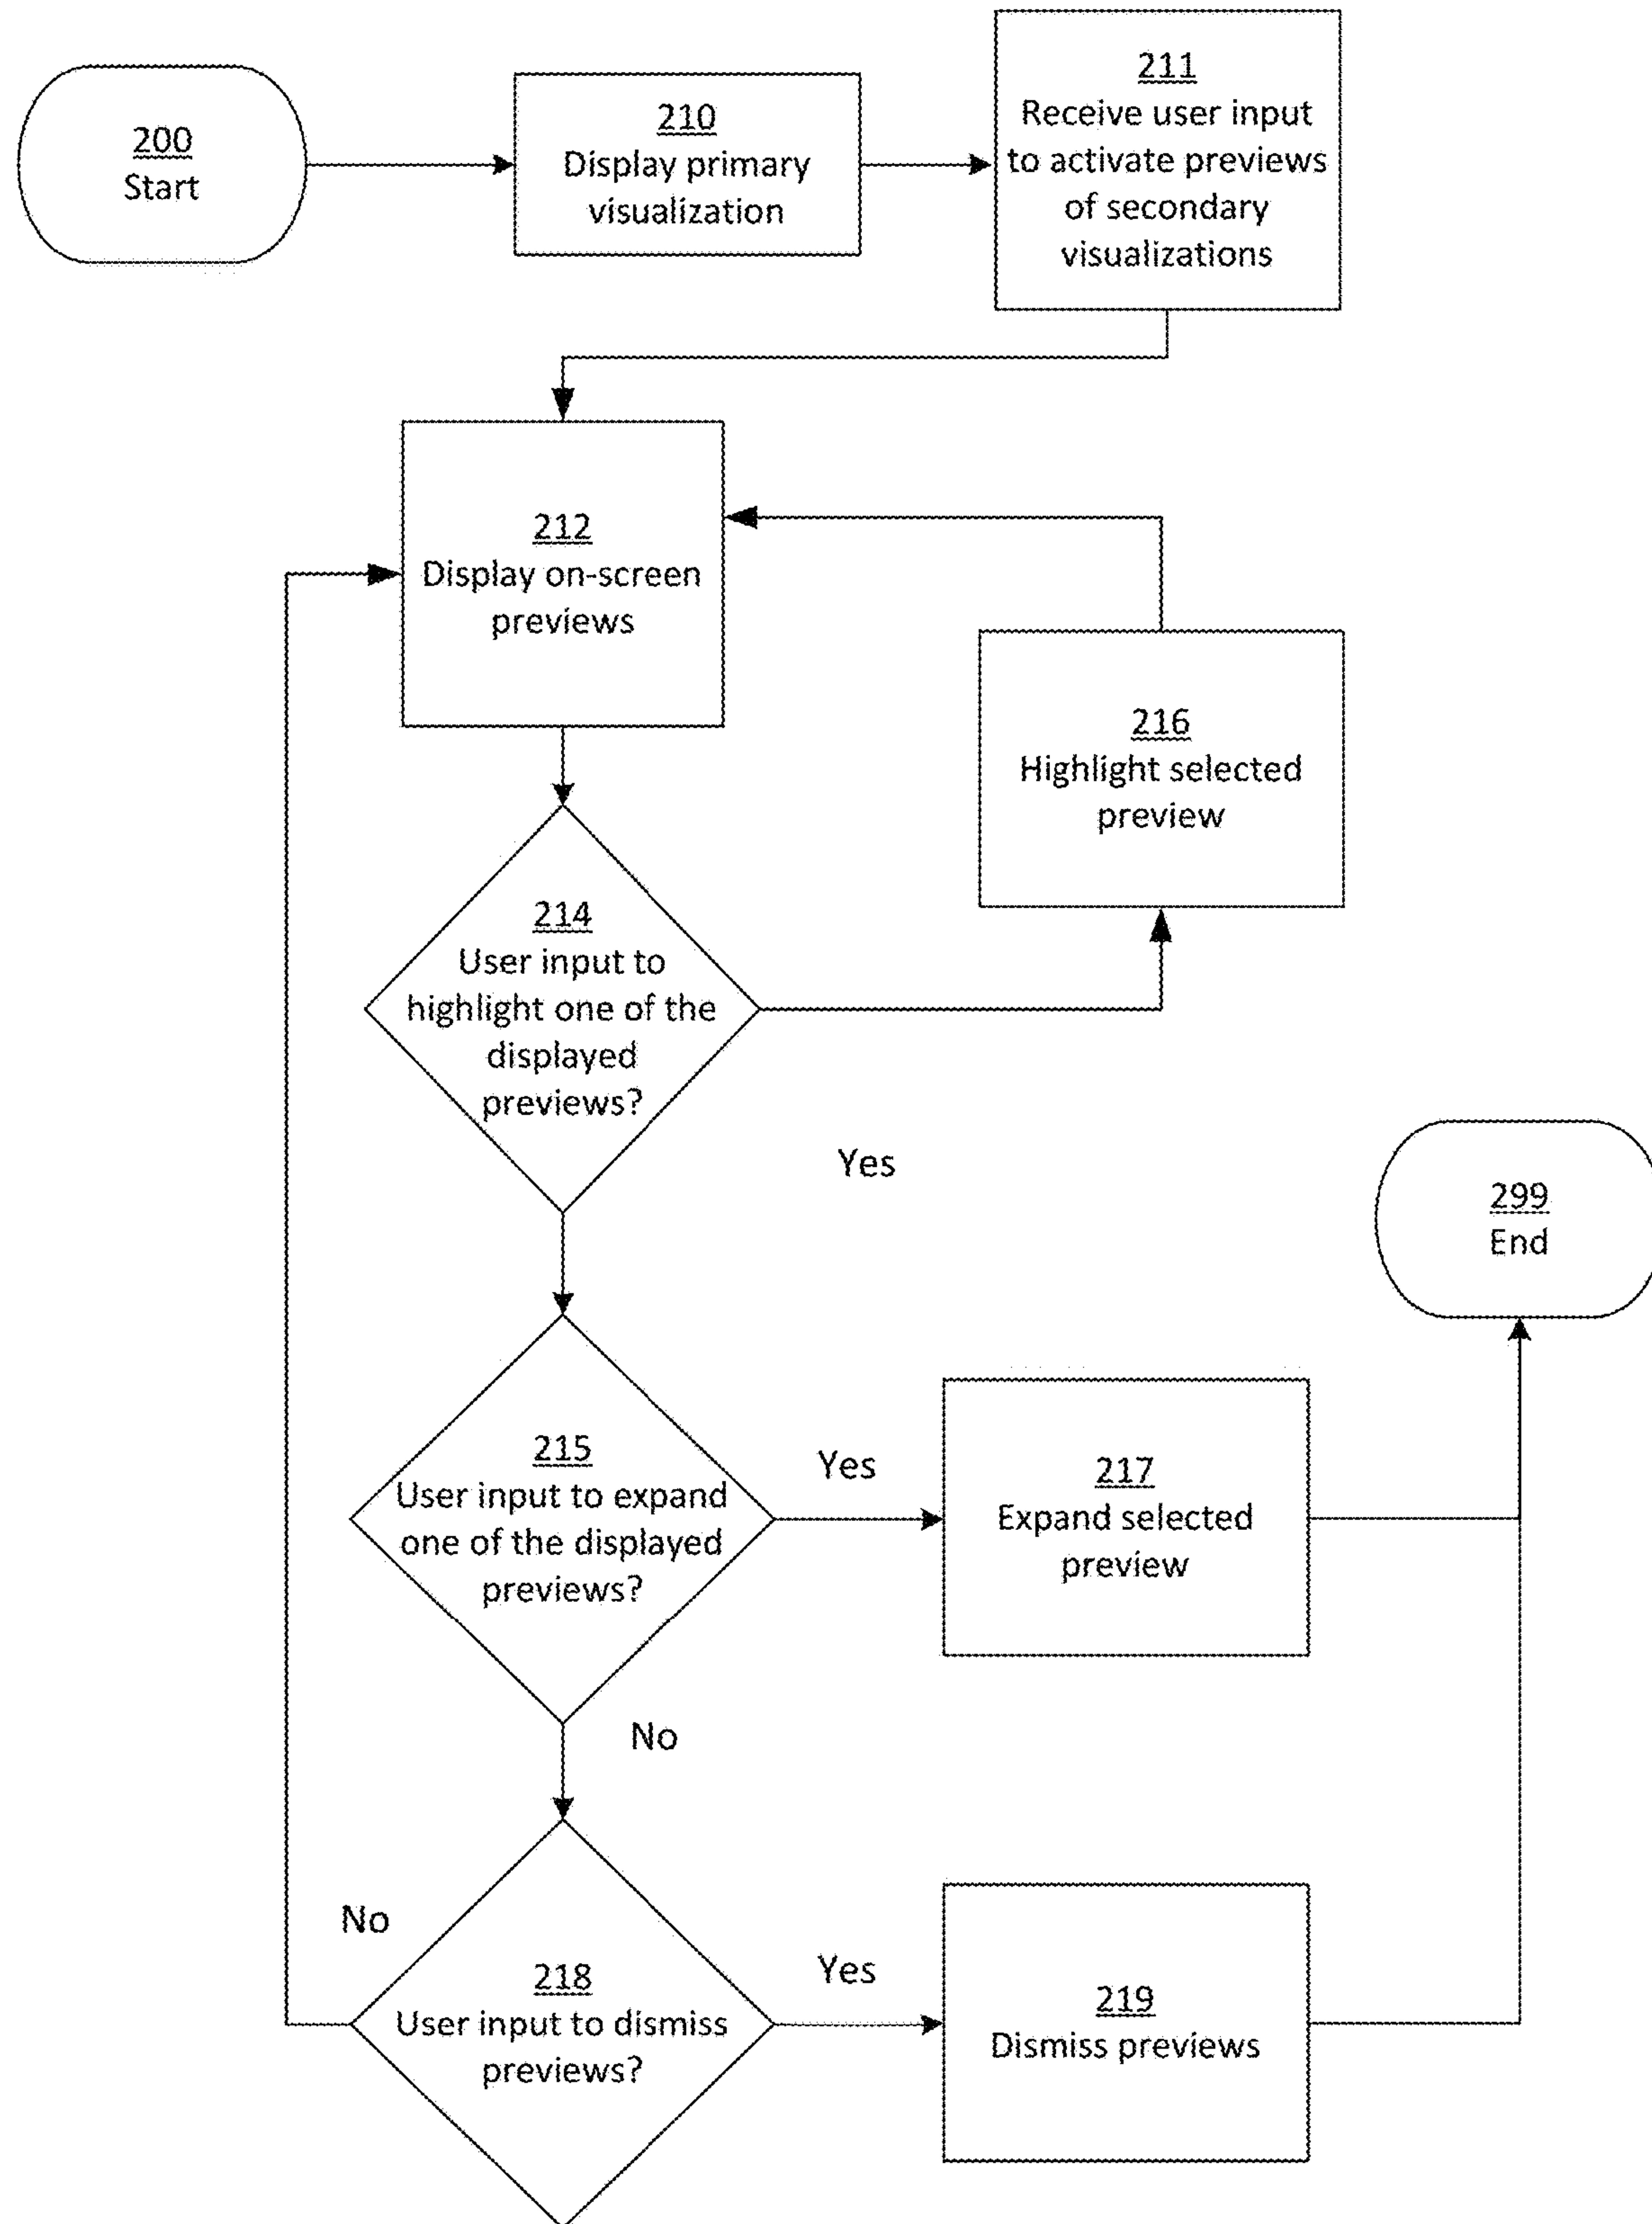 200
Start
210
Display primary
visualization
211
Receive user input
to activate previews
of secondary
visualizations
212
Display on-screen
previews
216
Highlight selected
preview
214
User input to
highlight one of the
displayed
previews?
Yes
299
End
215
User input to expand
one of the displayed
previews?
Yes
217
Expand selected
preview
No
No
218
User input to dismiss
previews?
Yes
219
Dismiss previews